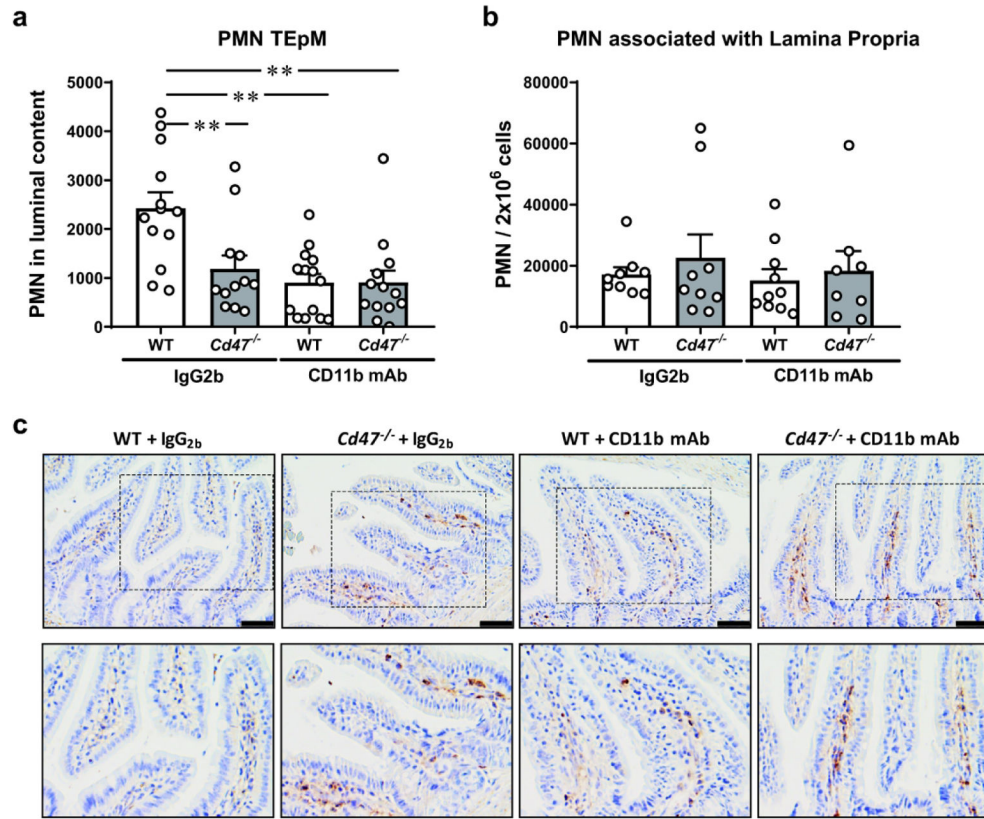 a
PMN TEpM
PMN in luminal content
5000
4000
3000
2000
1000
0
**
**
**
WT
Cd47-/-
WT
Cd47-/-
IgG2b
CD11b mAb
b
PMN associated with Lamina Propria
PMN / 2x10⁶ cells
80000
60000
40000
20000
0
WT
Cd47-/-
WT
Cd47-/-
IgG2b
CD11b mAb
c
WT + IgG2b
Cd47-/- + IgG2b
WT + CD11b mAb
Cd47-/- + CD11b mAb